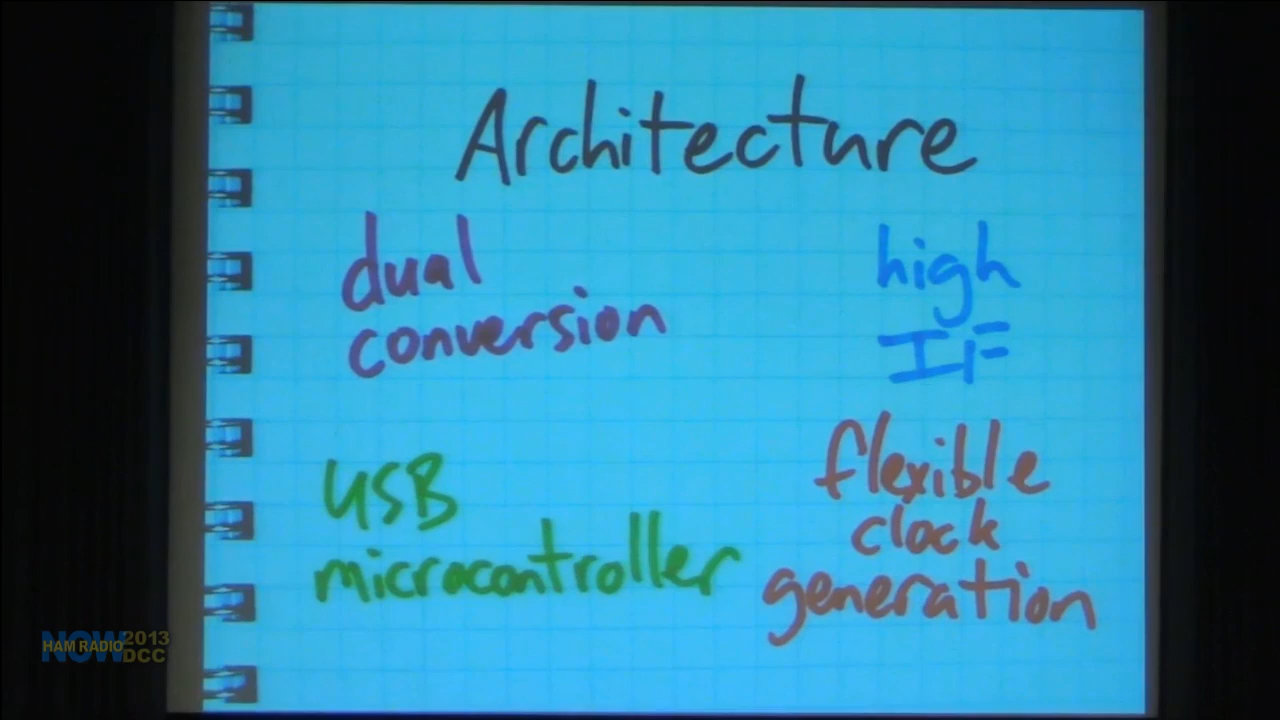 Architecture
dual
conversion
high
IF
USB
microcontroller
flexible
clock
generation
HAM RADIO NOW 2013
DCC